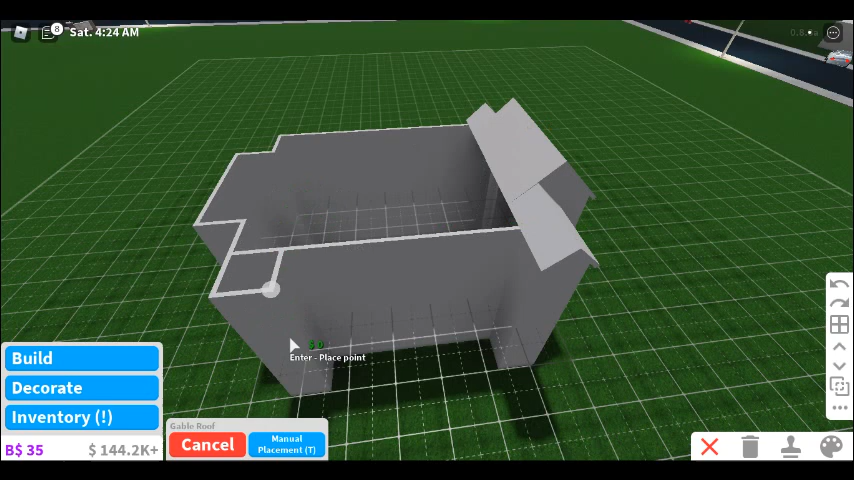 8
Sat. 4:24 AM
$ 0
Enter - Place point
Build
Decorate
Inventory (!)
B$ 35
$ 144.2K+
Gable Roof
Cancel
Manual
Placement (T)